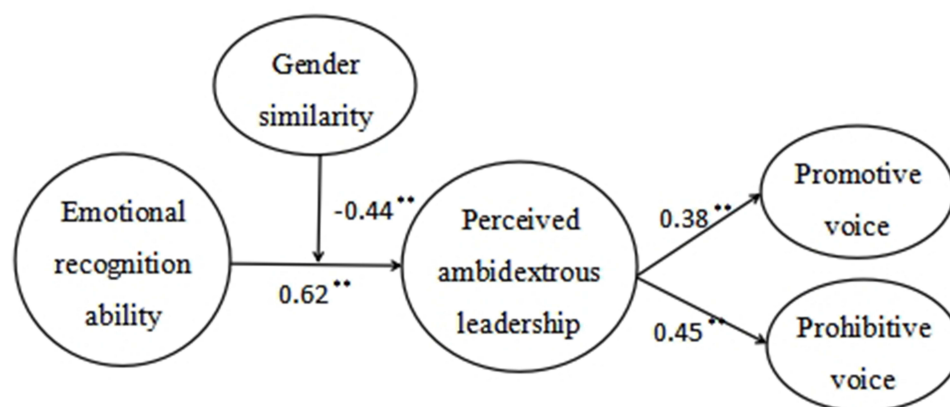 Gender
similarity
-0.44**
Emotional
recognition
ability
0.62**
Perceived
ambidextrous
leadership
0.38**
0.45**
Promotive
voice
Prohibitive
voice